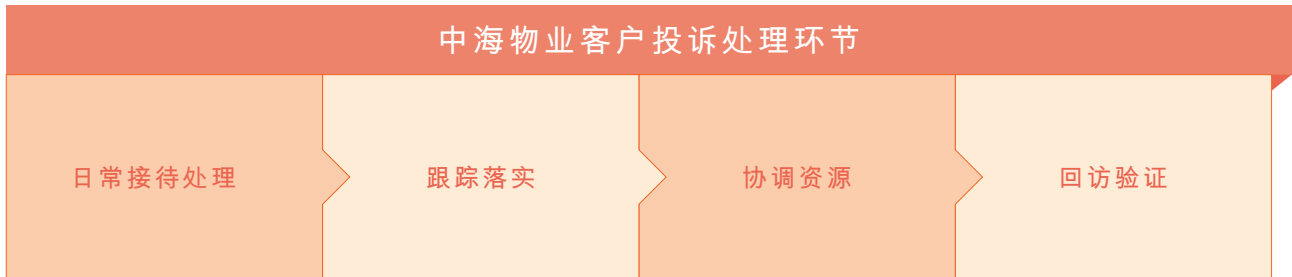 中海物业客户投诉处理环节
日常接待处理
跟踪落实
协调资源
回访验证